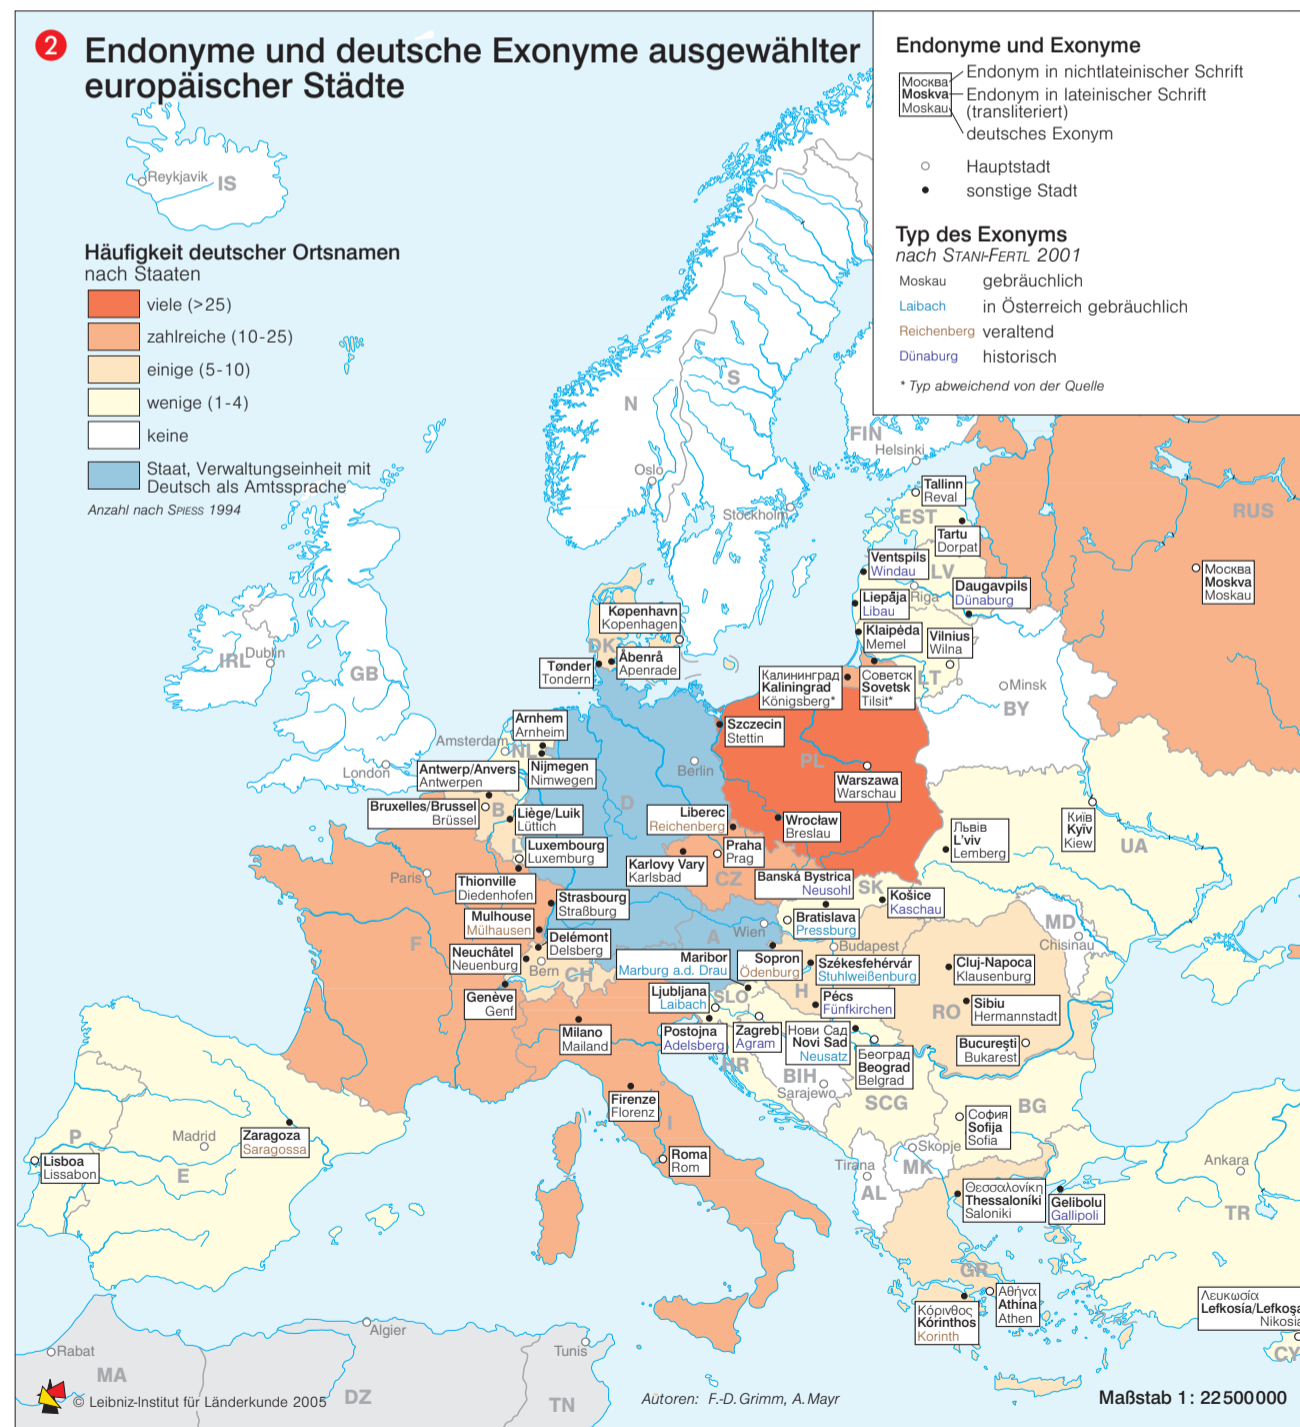 2 Endonyme und deutsche Exonyme ausgewählter
europäischer Städte
Endonyme und Exonyme
Москва
Moskva
Moskau
Endonym in nichtlateinischer Schrift
Endonym in lateinischer Schrift
(transliteriert)
deutsches Exonym
Hauptstadt
sonstige Stadt
Typ des Exonyms
nach STANI-FERTL 2001
Moskau gebräuchlich
Laibach in Österreich gebräuchlich
Reichenberg veraltend
Dünaburg historisch
* Typ abweichend von der Quelle
Häufigkeit deutscher Ortsnamen
nach Staaten
viele (>25)
zahlreiche (10-25)
einige (5-10)
wenige (1-4)
keine
Staat, Verwaltungseinheit mit
Deutsch als Amtssprache
Anzahl nach SPIESS 1994
Reykjavik
IS
N
S
FIN
Helsinki
Oslo
Stockholm
RUS
Tallinn
Reval
EST
Tartu
Dorpat
Ventspils
Windau
LV
Riga
Liepāja
Libau
Daugavpils
Dünaburg
Москва
Moskva
Moskau
Klaipėda
Memel
Vilnius
Wilna
LT
København
Kopenhagen
DK
Tønder
Tondern
Åbenrå
Apenrade
Калининград
Kaliningrad
Königsberg*
Советск
Sovetsk
Tilsit*
Minsk
BY
IRL
Dublin
GB
London
Amsterdam
NL
Arnhem
Arnheim
Nijmegen
Nimwegen
Antwerp/Anvers
Antwerpen
Bruxelles/Brussel
Brüssel
B
Liège/Luik
Lüttich
L
Luxembourg
Luxemburg
Berlin
D
Szczecin
Stettin
PL
Warszawa
Warschau
Wrocław
Breslau
Liberec
Reichenberg
Praha
Prag
Karlovy Vary
Karlsbad
CZ
Львів
L'viv
Lemberg
Київ
Kyïv
Kiew
UA
Paris
F
Thionville
Diedenhofen
Strasbourg
Straßburg
Mulhouse
Mülhausen
Delémont
Delsberg
Neuchâtel
Neuenburg
Bern
CH
Genève
Genf
Banská Bystrica
Neusohl
SK
Košice
Kaschau
Bratislava
Pressburg
Wien
A
Budapest
MD
Chisinau
Maribor
Marburg a.d. Drau
Sopron
Ödenburg
Székesfehérvár
Stuhlweißenburg
H
Cluj-Napoca
Klausenburg
Sibiu
Hermannstadt
RO
București
Bukarest
Ljubljana
Laibach
SLO
Pécs
Fünfkirchen
Milano
Mailand
Postojna
Adelsberg
Zagreb
Agram
HR
Нови Сад
Novi Sad
Neusatz
Београд
Beograd
Belgrad
BIH
Sarajewo
SCG
Firenze
Florenz
I
Roma
Rom
София
Sofija
Sofia
BG
Skopje
MK
Tirana
AL
P
Lisboa
Lissabon
Madrid
E
Zaragoza
Saragossa
Θεσσαλονίκη
Thessaloníki
Saloniki
Gelibolu
Gallipoli
Ankara
TR
GR
Αθήνα
Athína
Athen
Κόρινθος
Kórinthos
Korinth
Λευκωσία
Lefkosía/Lefkoşa
Nikosia
CY
Rabat
MA
Algier
DZ
Tunis
TN
© Leibniz-Institut für Länderkunde 2005
Autoren: F.-D. Grimm, A. Mayr
Maßstab 1: 22500000